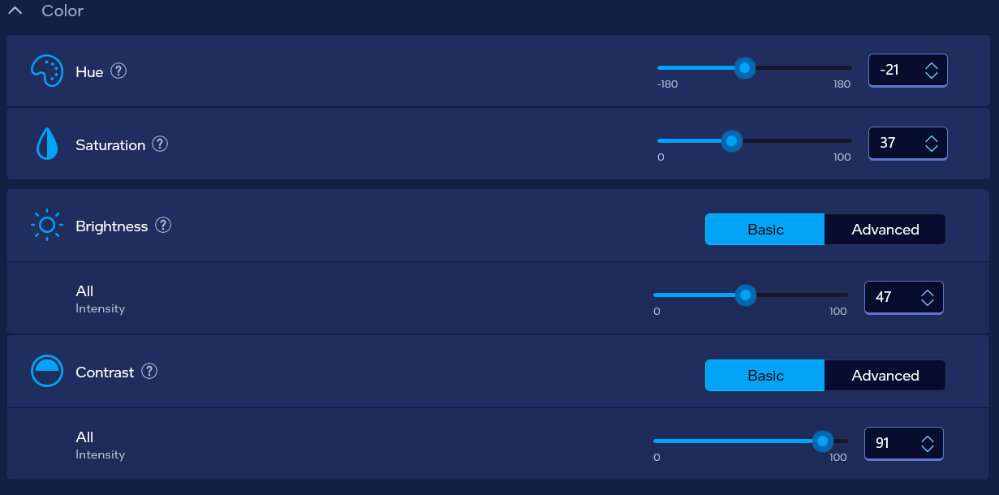 Color
Hue ?
-180 180
-21
Saturation ?
0 100
37
Brightness ?
Basic Advanced
All
Intensity
0 100
47
Contrast ?
Basic Advanced
All
Intensity
0 100
91